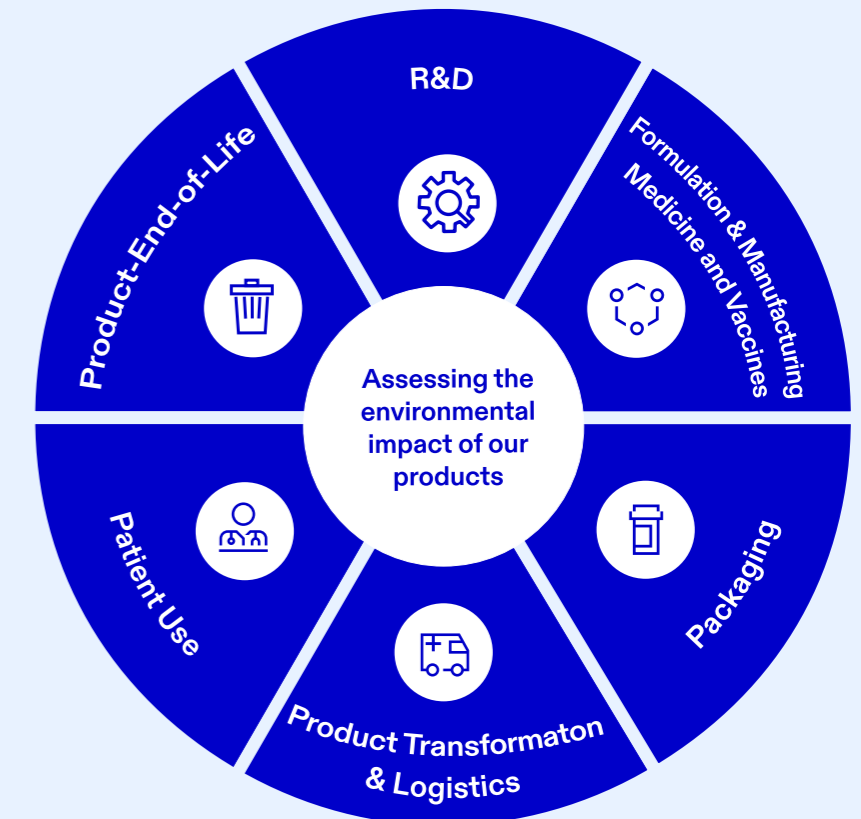 R&D
Formulation & Manufacturing
Medicine and Vaccines
Packaging
Product Transformaton
& Logistics
Patient Use
Product-End-of-Life
Assessing the
environmental
impact of our
products